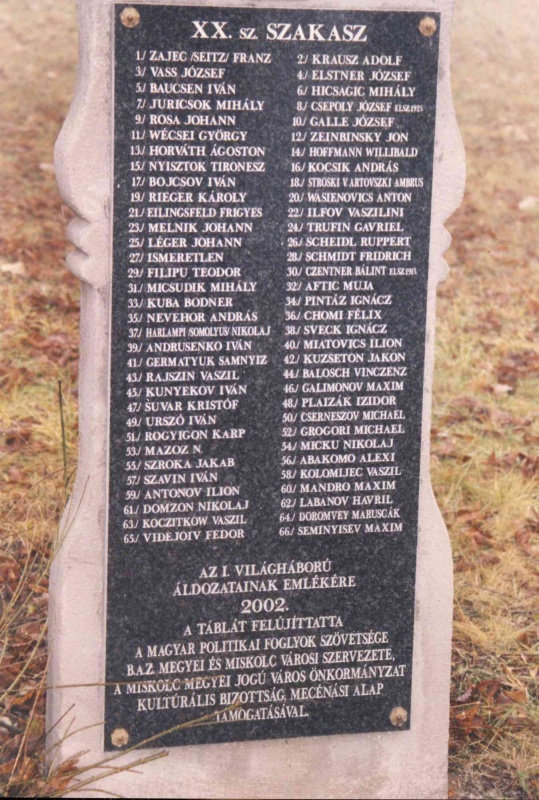 XX. sz. SZAKASZ
1./ ZAJEC /SEITZ/ FRANZ 2./ KRAUSZ ADOLF
3./ VASS JÓZSEF 4./ ELSTNER JÓZSEF
5./ BAUCSEN IVÁN 6./ HICSAGIC MIHÁLY
7./ JURICSOK MIHÁLY 8./ CSEPOLY JÓZSEF ELSZ.1915
9./ ROSA JOHANN 10./ GALLE JÓZSEF
11./ WÉCSEI GYÖRGY 12./ ZEINBINSKY JON
13./ HORVÁTH ÁGOSTON 14./ HOFFMANN WILLIBALD
15./ NYISZTOK TIRONESZ 16./ KOCSIK ANDRÁS
17./ BOJCSOV IVÁN 18./ STRÖSKI V ARTOVSZKI AMBRUS
19./ RIEGER KÁROLY 20./ WASIENOVICS ANTON
21./ EILINGSFELD FRIGYES 22./ ILFOV VASZILINI
23./ MELNIK JOHANN 24./ TRUFIN GAVRIEL
25./ LÉGER JOHANN 26./ SCHEIDL RUPPERT
27./ ISMERETLEN 28./ SCHMIDT FRIDRICH
29./ FILIPU TEODOR 30./ CZENTNER BÁLINT ELSZ.1915
31./ MICSUDIK MIHÁLY 32./ AFTIC MUJA
33./ KUBA BODNER 34./ PINTÁZ IGNÁCZ
35./ NEVEHOR ANDRÁS 36./ CHOMI FÉLIX
37./ HARLAMPI /SOMOLYUS/ NIKOLAJ 38./ SVECK IGNÁCZ
39./ ANDRUSENKO IVÁN 40./ MIATOVICS ILION
41./ GERMATYUK SAMNYIZ 42./ KUZSETON JAKON
43./ RAJSZIN VASZIL 44./ BALOSCH VINCZENZ
45./ KUNYEKOV IVÁN 46./ GALIMONOV MAXIM
47./ SUVAR KRISTÓF 48./ PLAIZÁK IZIDOR
49./ URSZÓ IVÁN 50./ CSERNESZOV MICHAEL
51./ ROGYIGON KARP 52./ GROGORI MICHAEL
53./ MAZOZ N. 54./ MICKU NIKOLAJ
55./ SZROKA JAKAB 56./ ABAKOMO ALEXI
57./ SZAVIN IVÁN 58./ KOLOMIJEC VASZIL
59./ ANTONOV ILION 60./ MANDRO MAXIM
61./ DOMZON NIKOLAJ 62./ LABANOV HAVRIL
63./ KOCZITKÓW VASZIL 64./ DOROMVEY MARUSCÁK
65./ VIDEJOIV FEDOR 66./ SEMINYISEV MAXIM
AZ I. VILÁGHÁBORÚ
ÁLDOZATAINAK EMLÉKÉRE
2002.
A TÁBLÁT FELÚJÍTTATTA
A MAGYAR POLITIKAI FOGLYOK SZÖVETSÉGE
B.A.Z. MEGYEI ÉS MISKOLC VÁROSI SZERVEZETE,
A MISKOLC MEGYEI JOGÚ VÁROS ÖNKORMÁNYZAT
KULTÚRÁLIS BIZOTTSÁG, MECÉNÁSI ALAP
TÁMOGATÁSÁVAL.